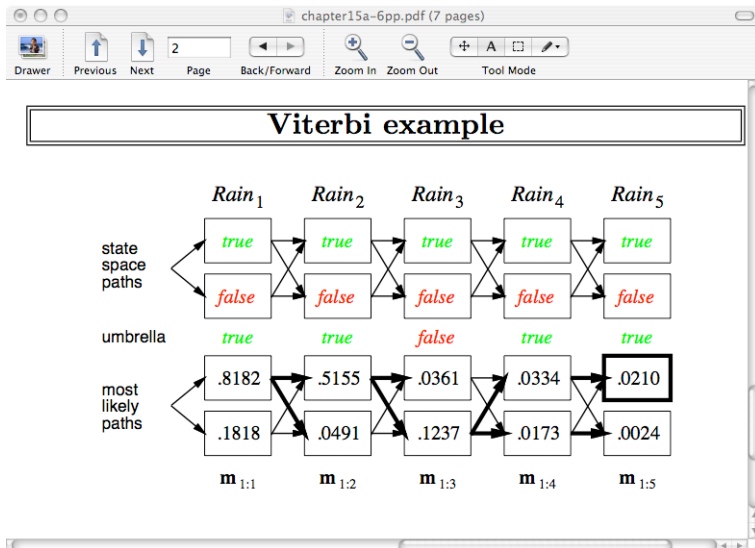 chapter15a-6pp.pdf (7 pages)
2
Drawer Previous Next Page Back/Forward Zoom In Zoom Out Tool Mode
A
Viterbi example
Rain1 Rain2 Rain3 Rain4 Rain5
state space paths
true true true true true
false false false false false
umbrella true true false true true
most likely paths
.8182 .5155 .0361 .0334 .0210
.1818 .0491 .1237 .0173 .0024
m1:1 m1:2 m1:3 m1:4 m1:5